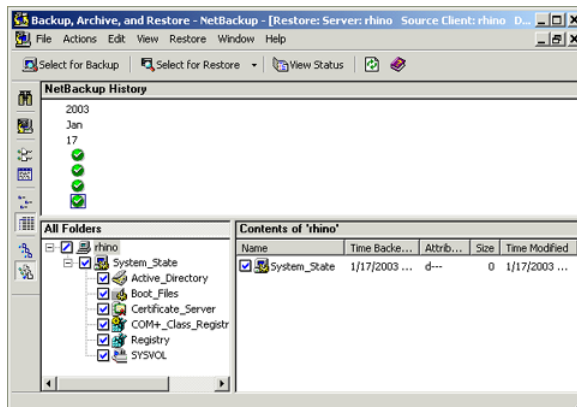 Backup, Archive, and Restore - NetBackup - [Restore: Server: rhino Source Client: rhino D...
File Actions Edit View Restore Window Help
Select for Backup Select for Restore View Status
NetBackup History
2003
Jan
17
All Folders
rhino
System_State
Active_Directory
Boot_Files
Certificate_Server
COM+_Class_Registr
Registry
SYSVOL
Contents of 'rhino'
Name Time Backe... Attrib... Size Time Modified
System_State 1/17/2003 ... d--- 0 1/17/2003 ...